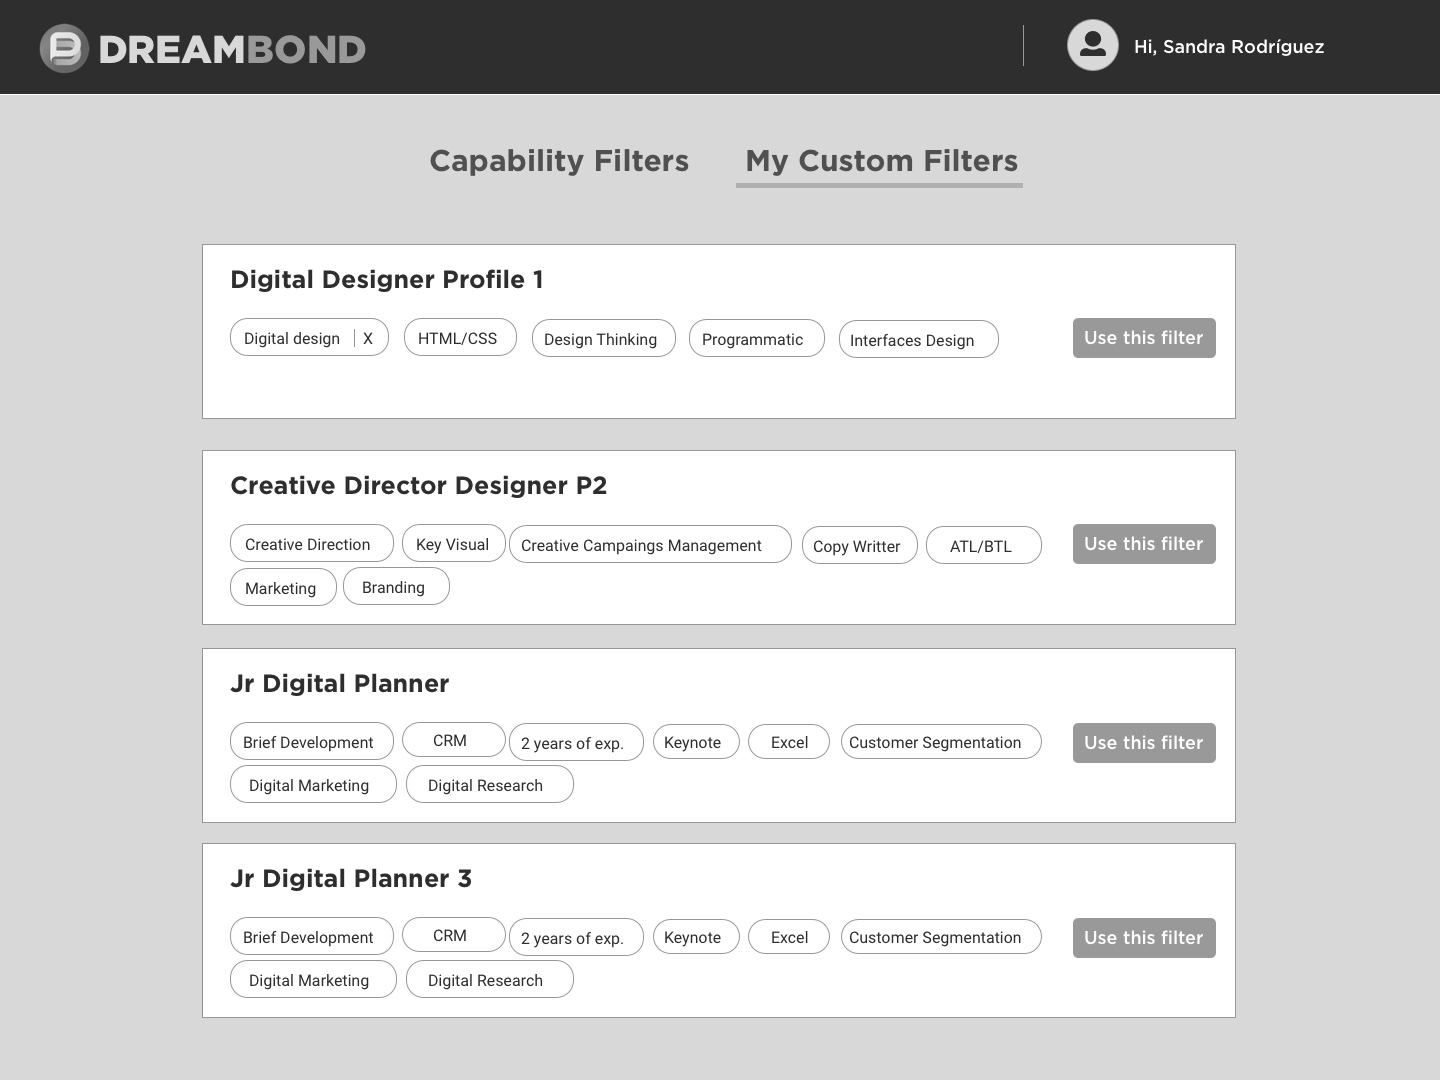 DREAMBOND
Hi, Sandra Rodríguez
Capability Filters My Custom Filters
Digital Designer Profile 1
Digital design X HTML/CSS Design Thinking Programmatic Interfaces Design Use this filter
Creative Director Designer P2
Creative Direction Key Visual Creative Campaings Management Copy Writter ATL/BTL Use this filter
Marketing Branding
Jr Digital Planner
Brief Development CRM 2 years of exp. Keynote Excel Customer Segmentation Use this filter
Digital Marketing Digital Research
Jr Digital Planner 3
Brief Development CRM 2 years of exp. Keynote Excel Customer Segmentation Use this filter
Digital Marketing Digital Research